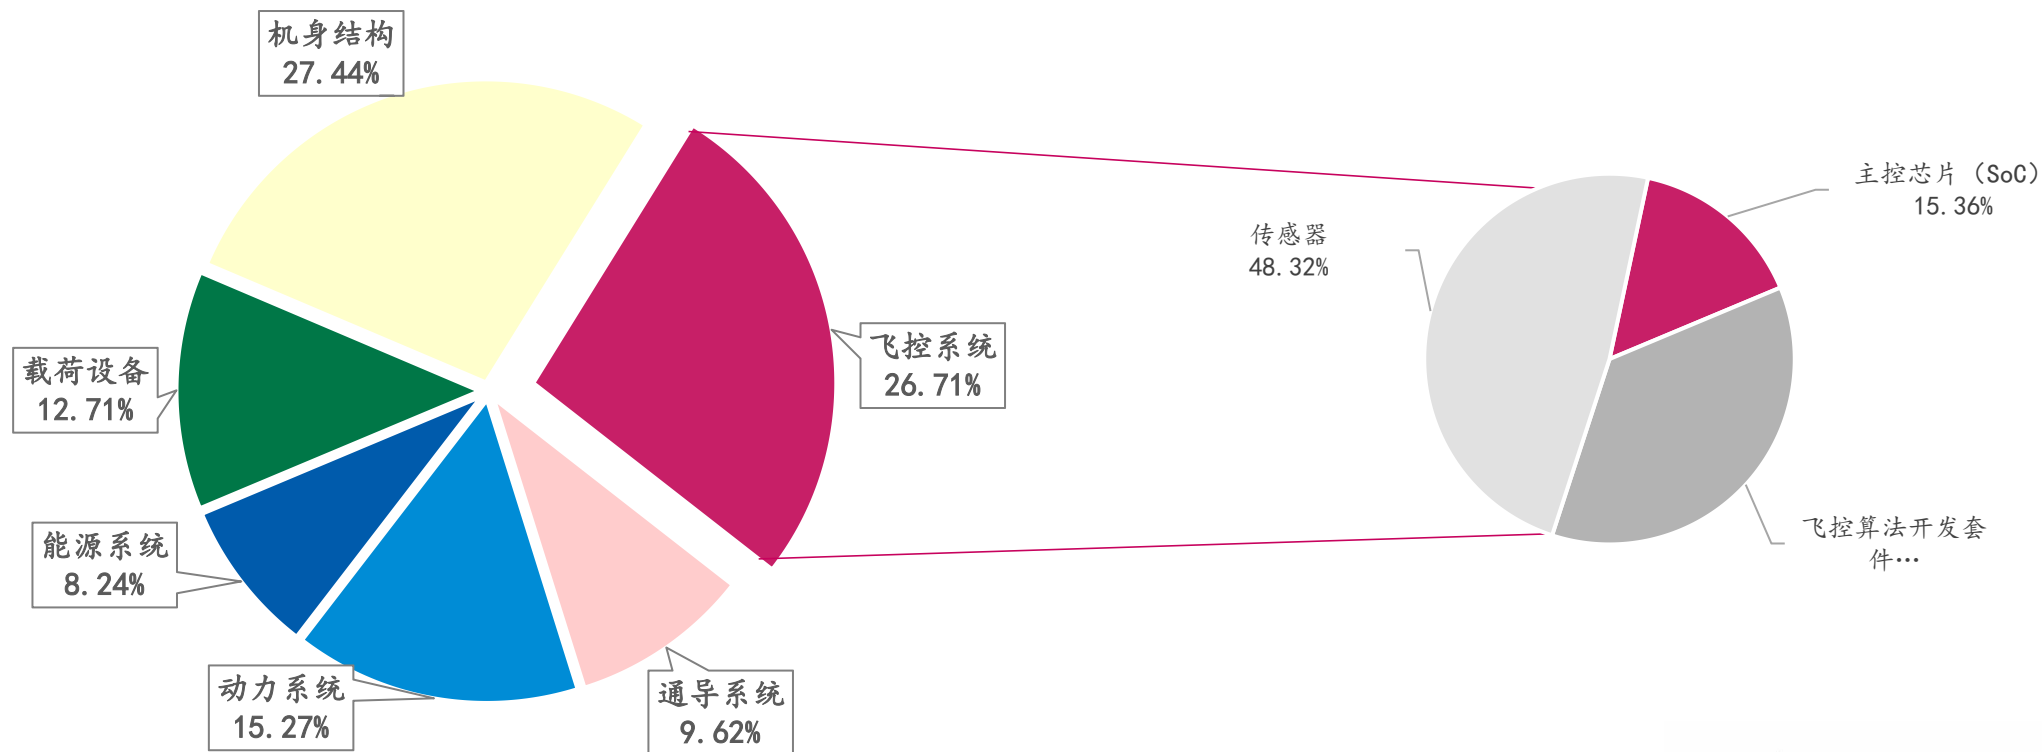 机身结构
27.44%
主控芯片（SoC）
15.36%
传感器
48.32%
飞控系统
26.71%
载荷设备
12.71%
飞控算法开发套
件…
能源系统
8.24%
动力系统
15.27%
通导系统
9.62%